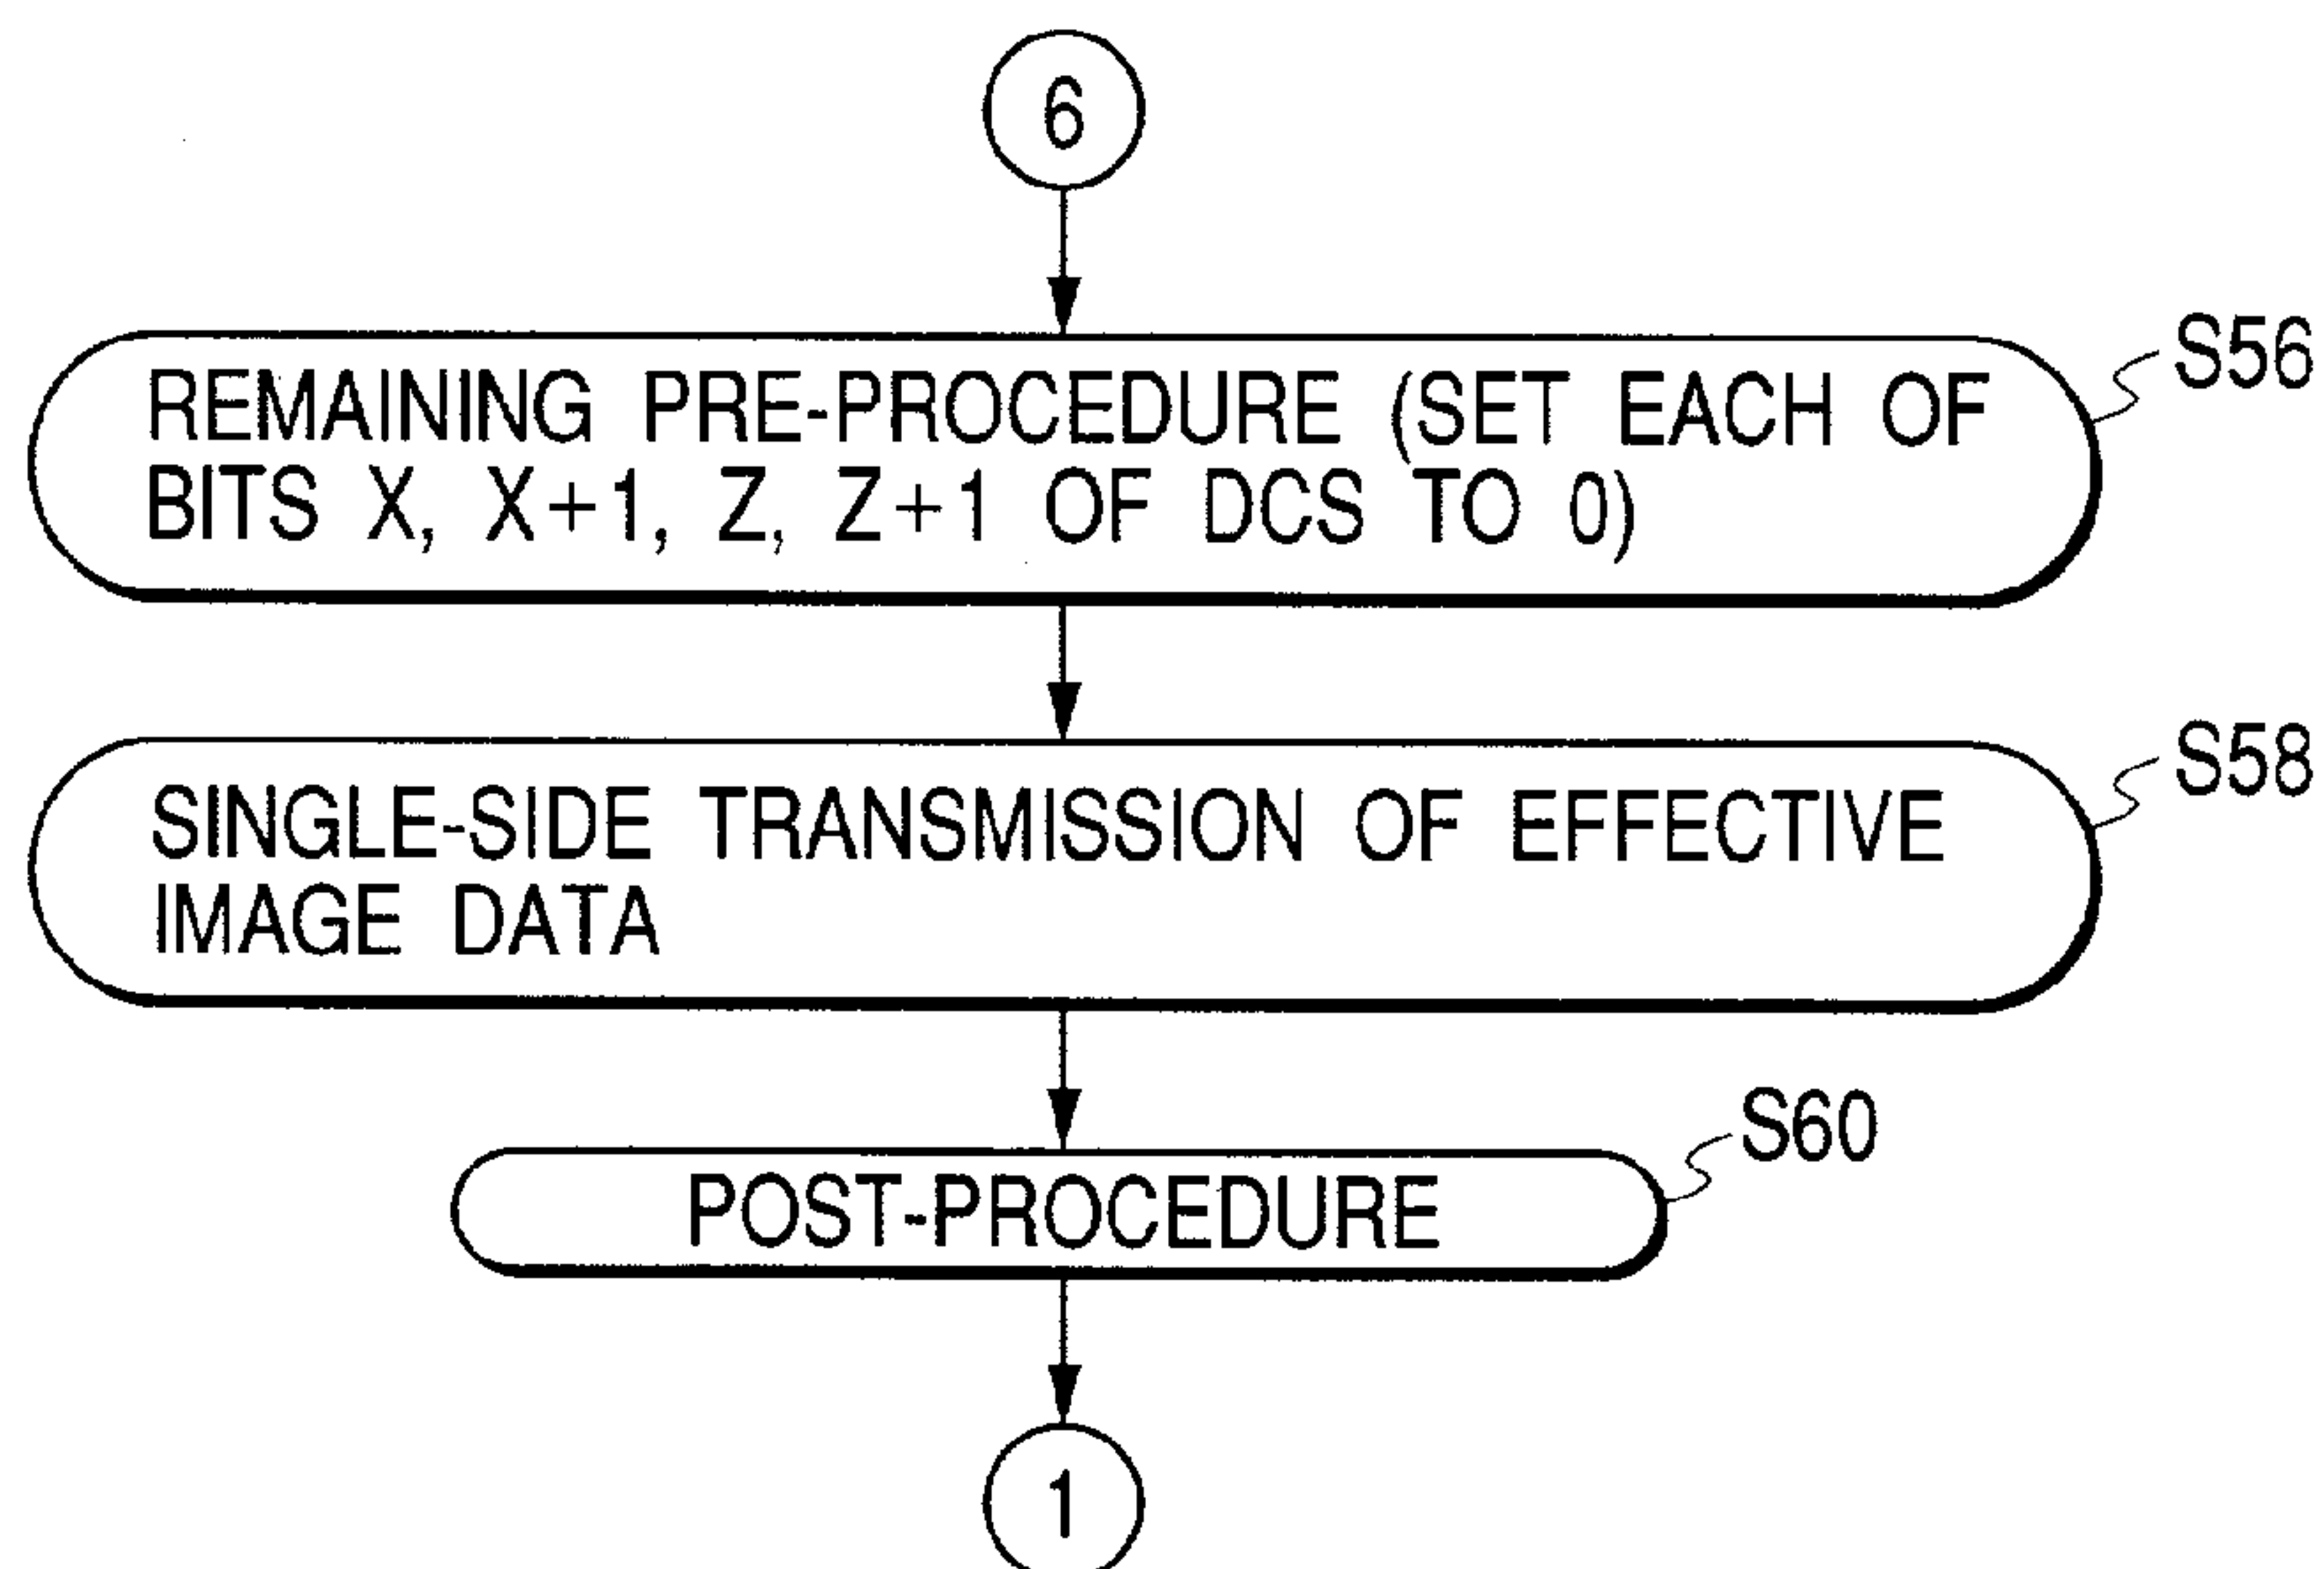 6
REMAINING PRE-PROCEDURE (SET EACH OF
BITS X, X+1, Z, Z+1 OF DCS TO 0)
S56
SINGLE-SIDE TRANSMISSION OF EFFECTIVE
IMAGE DATA
S58
POST-PROCEDURE
S60
1